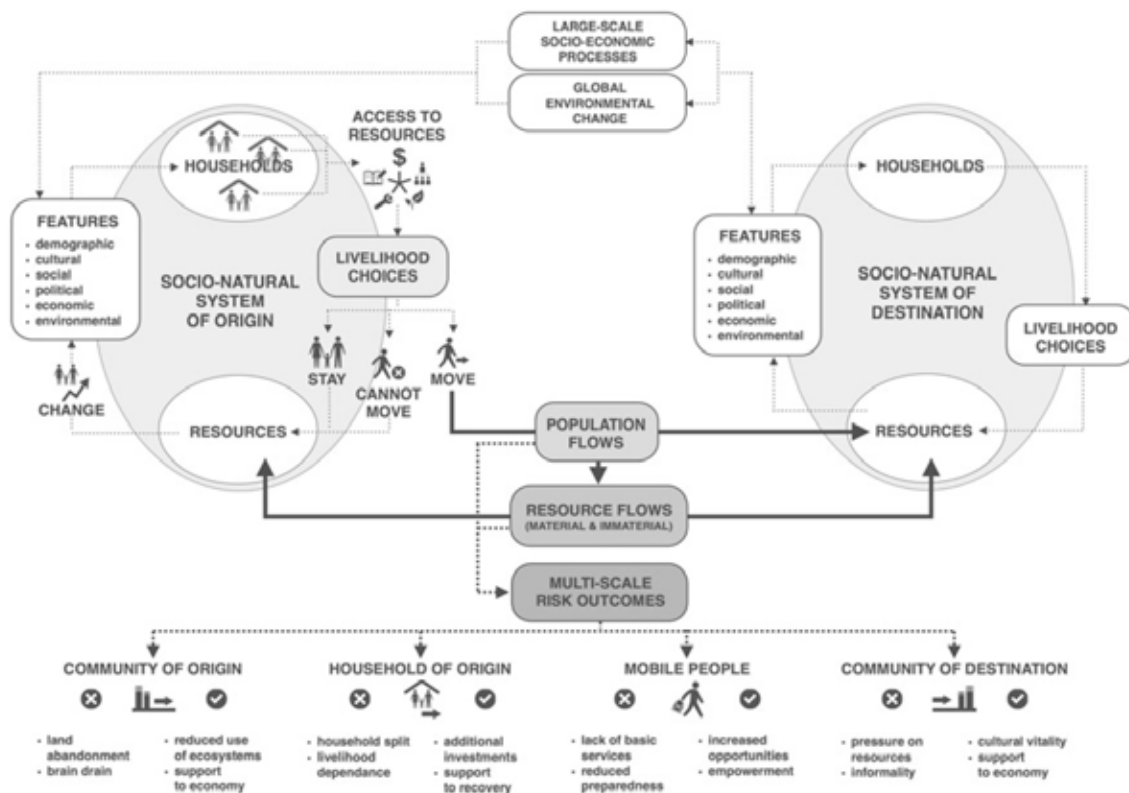 LARGE-SCALE
SOCIO-ECONOMIC
PROCESSES
GLOBAL
ENVIRONMENTAL
CHANGE
ACCESS TO
RESOURCES
$
HOUSEHOLDS
FEATURES
• demographic
• cultural
• social
• political
• economic
• environmental
SOCIO-NATURAL
SYSTEM
OF ORIGIN
LIVELIHOOD
CHOICES
STAY
CANNOT
MOVE
MOVE
CHANGE
RESOURCES
HOUSEHOLDS
FEATURES
• demographic
• cultural
• social
• political
• economic
• environmental
SOCIO-NATURAL
SYSTEM OF
DESTINATION
LIVELIHOOD
CHOICES
RESOURCES
POPULATION
FLOWS
RESOURCE FLOWS
(MATERIAL & IMMATERIAL)
MULTI-SCALE
RISK OUTCOMES
COMMUNITY OF ORIGIN
• land
abandonment
• brain drain
• reduced use
of ecosystems
• support
to economy
HOUSEHOLD OF ORIGIN
• household split
• livelihood
dependance
• additional
investments
• support
to recovery
MOBILE PEOPLE
• lack of basic
services
• reduced
preparedness
• increased
opportunities
• empowerment
COMMUNITY OF DESTINATION
• pressure on
resources
• informality
• cultural vitality
• support
to economy